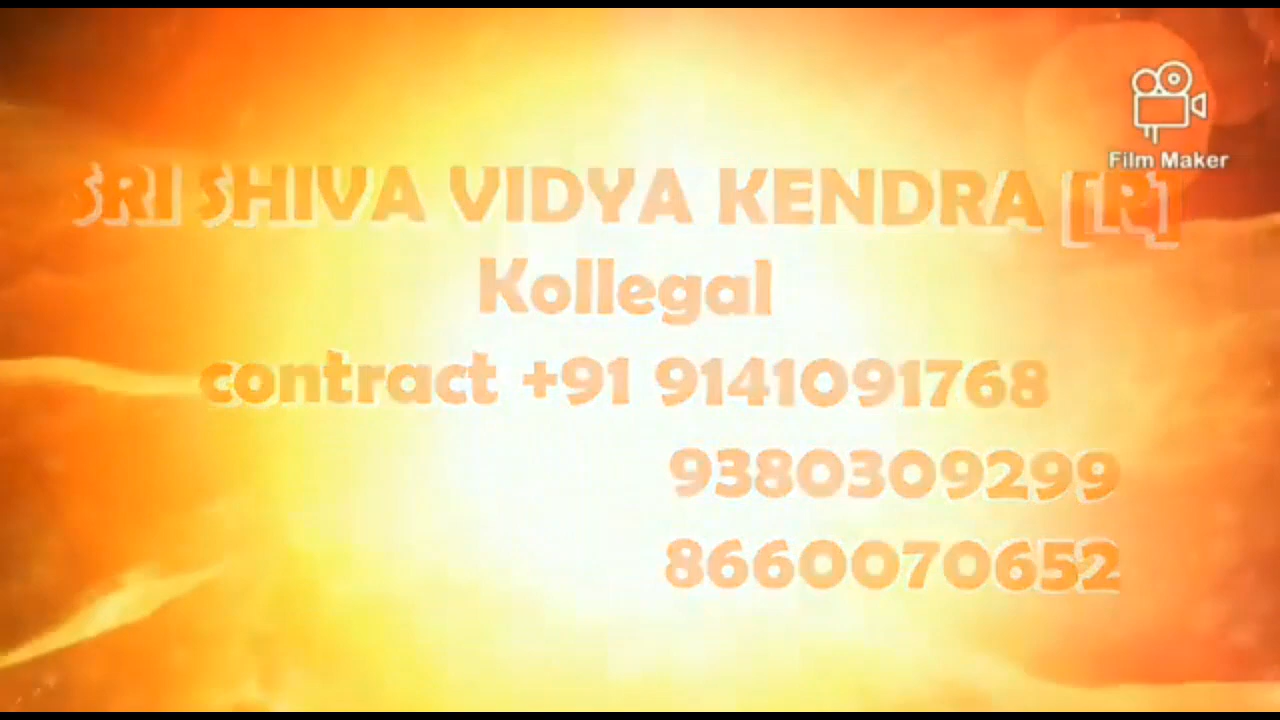 Film Maker
SRI SHIVA VIDYA KENDRA [R]
Kollegal
contract +91 9141091768
9380309299
8660070652